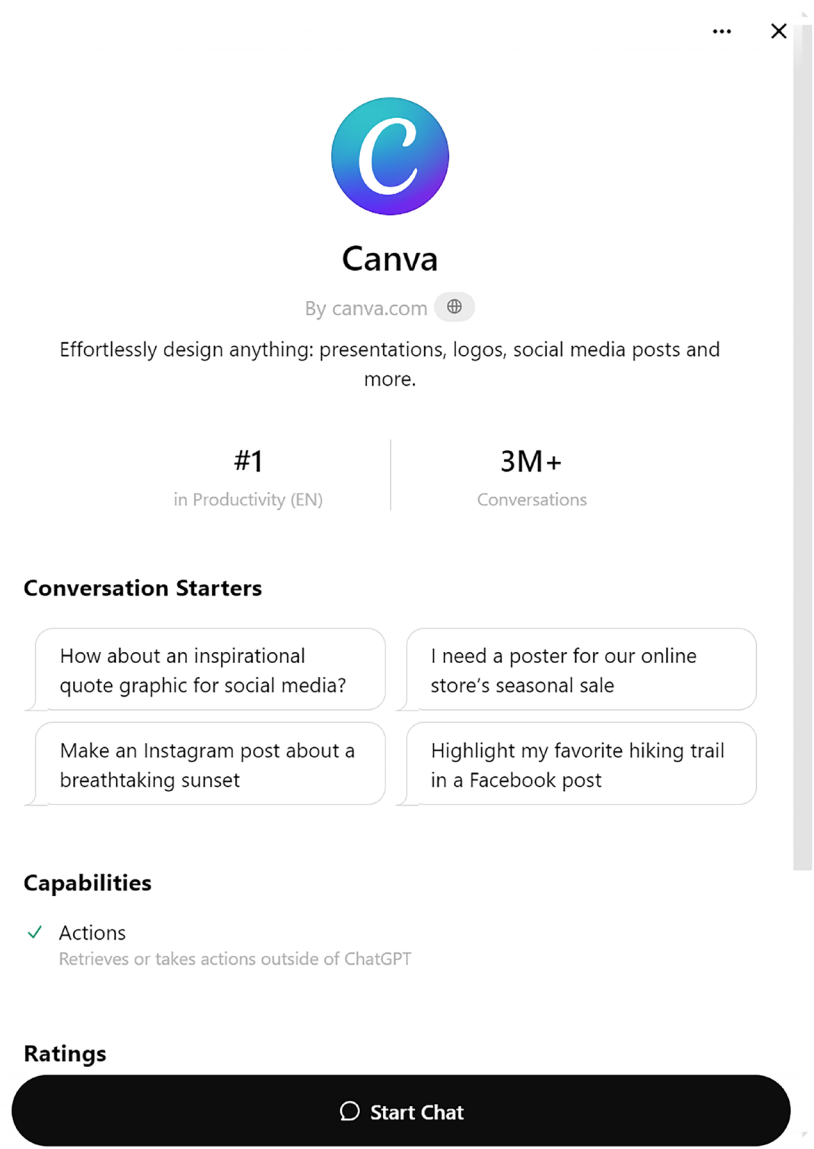 C
Canva
By canva.com
Effortlessly design anything: presentations, logos, social media posts and
more.
#1
in Productivity (EN)
3M+
Conversations
Conversation Starters
How about an inspirational
quote graphic for social media?
I need a poster for our online
store’s seasonal sale
Make an Instagram post about a
breathtaking sunset
Highlight my favorite hiking trail
in a Facebook post
Capabilities
Actions
Retrieves or takes actions outside of ChatGPT
Ratings
Start Chat